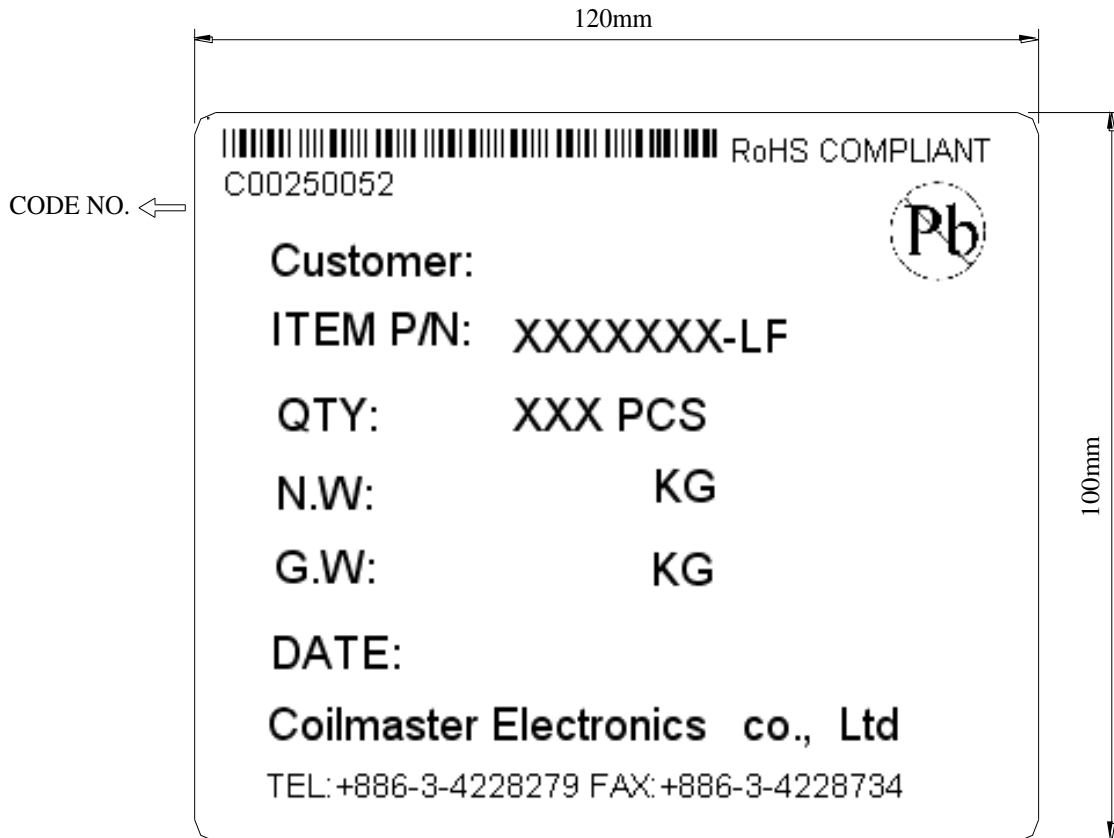 120mm
RoHS COMPLIANT
C00250052
CODE NO.
Pb
Customer:
ITEM P/N: XXXXXXX-LF
QTY: XXX PCS
N.W: KG
G.W: KG
100mm
DATE:
Coilmaster Electronics co., Ltd
TEL:+886-3-4228279 FAX:+886-3-4228734